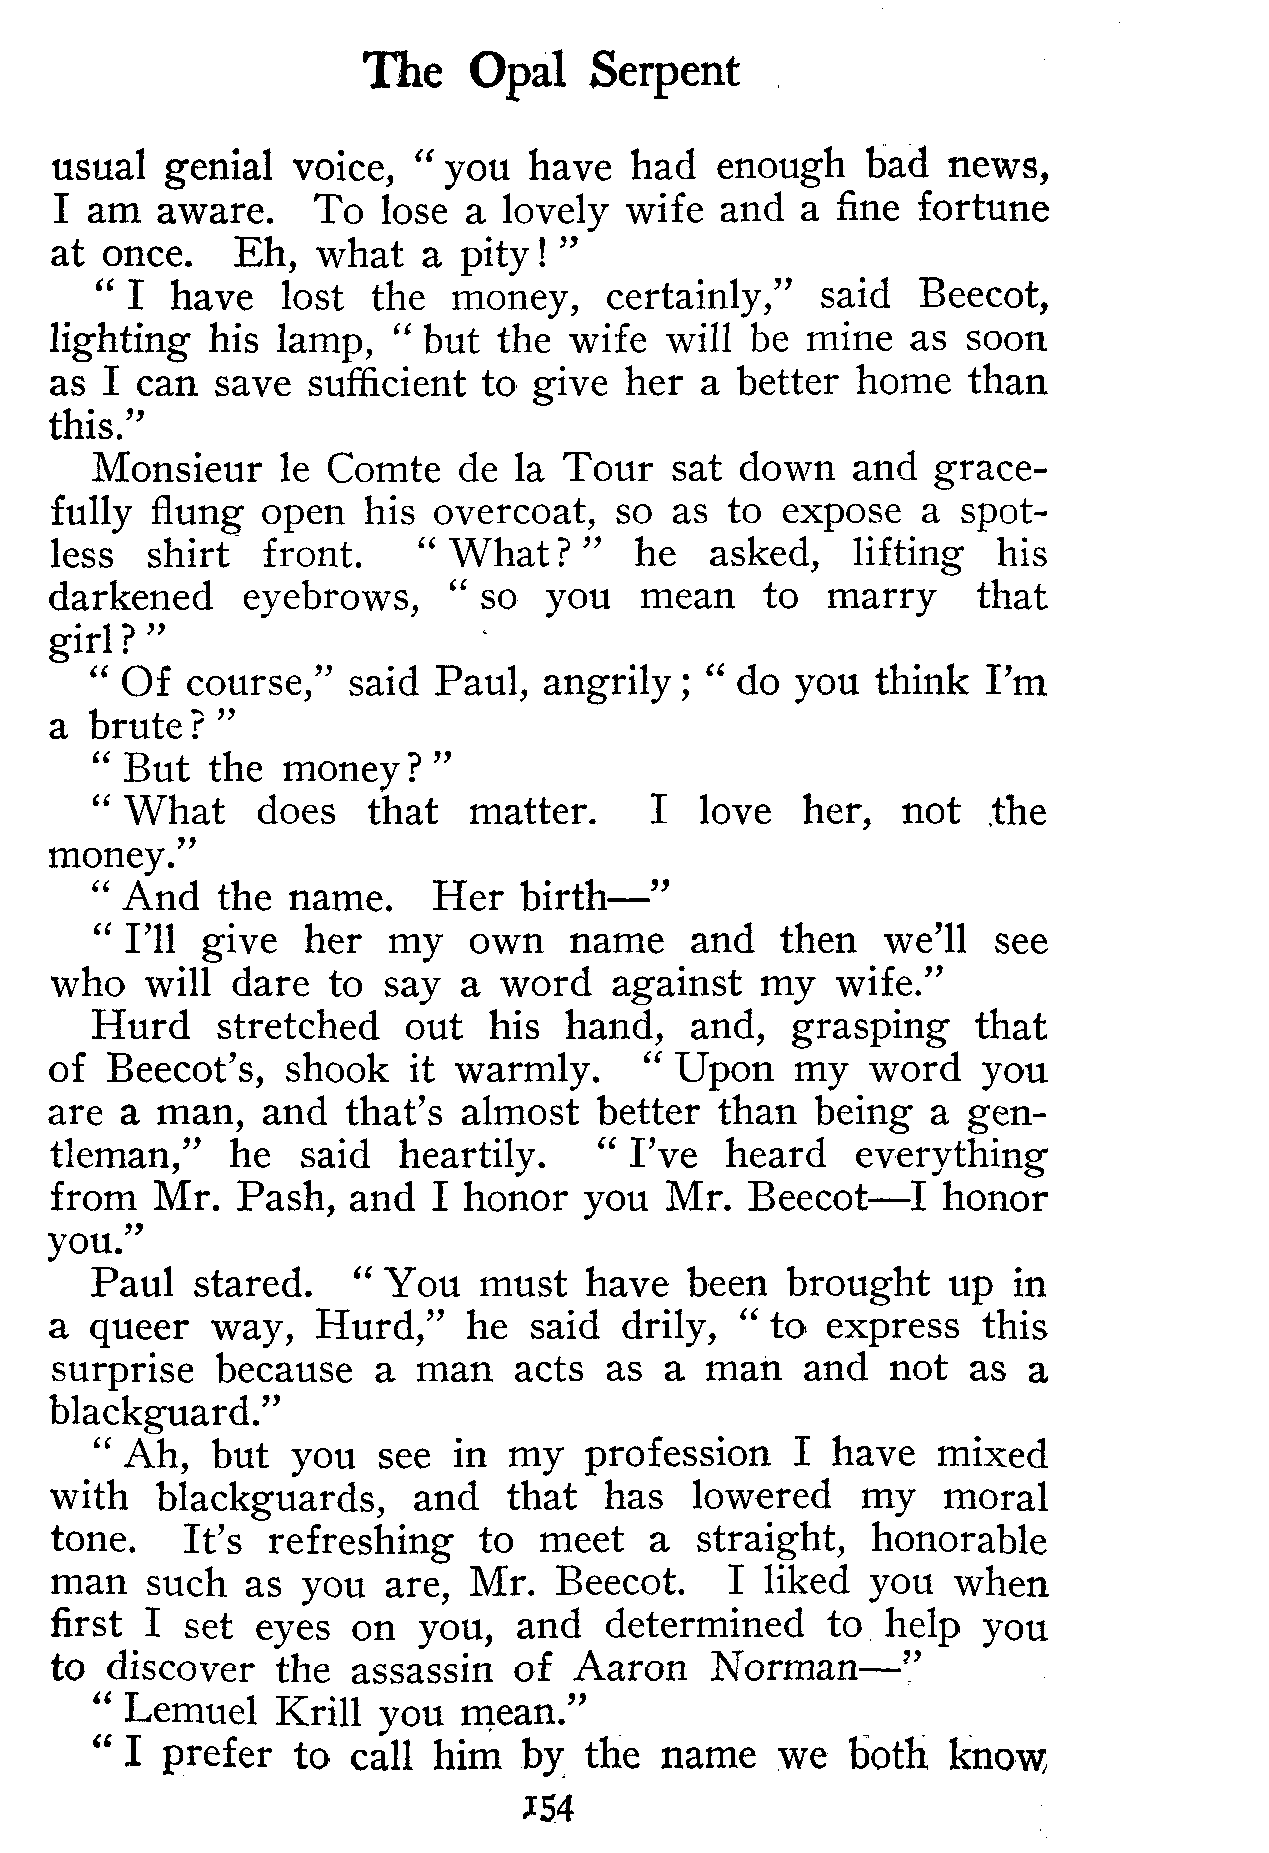 The Opal Serpent
usual genial voice, “ you have had enough bad news,
I am aware. To lose a lovely wife and a fine fortune
at once. Eh, what a pity! ”
“ I have lost the money, certainly,” said Beecot,
lighting his lamp, “ but the wife will be mine as soon
as I can save sufficient to give her a better home than
this.”
Monsieur le Comte de la Tour sat down and grace-
fully flung open his overcoat, so as to expose a spot-
less shirt front. “ What? ” he asked, lifting his
darkened eyebrows, “ so you mean to marry that
girl? ”
“ Of course,” said Paul, angrily; “ do you think I’m
a brute? ”
“ But the money? ”
“ What does that matter. I love her, not the
money.”
“ And the name. Her birth—”
“ I’ll give her my own name and then we’ll see
who will dare to say a word against my wife.”
Hurd stretched out his hand, and, grasping that
of Beecot’s, shook it warmly. “ Upon my word you
are a man, and that’s almost better than being a gen-
tleman,” he said heartily. “ I’ve heard everything
from Mr. Pash, and I honor you Mr. Beecot—I honor
you.”
Paul stared. “ You must have been brought up in
a queer way, Hurd,” he said drily, “ to express this
surprise because a man acts as a man and not as a
blackguard.”
“ Ah, but you see in my profession I have mixed
with blackguards, and that has lowered my moral
tone. It’s refreshing to meet a straight, honorable
man such as you are, Mr. Beecot. I liked you when
first I set eyes on you, and determined to help you
to discover the assassin of Aaron Norman—”
“ Lemuel Krill you mean.”
“ I prefer to call him by the name we both know,
154